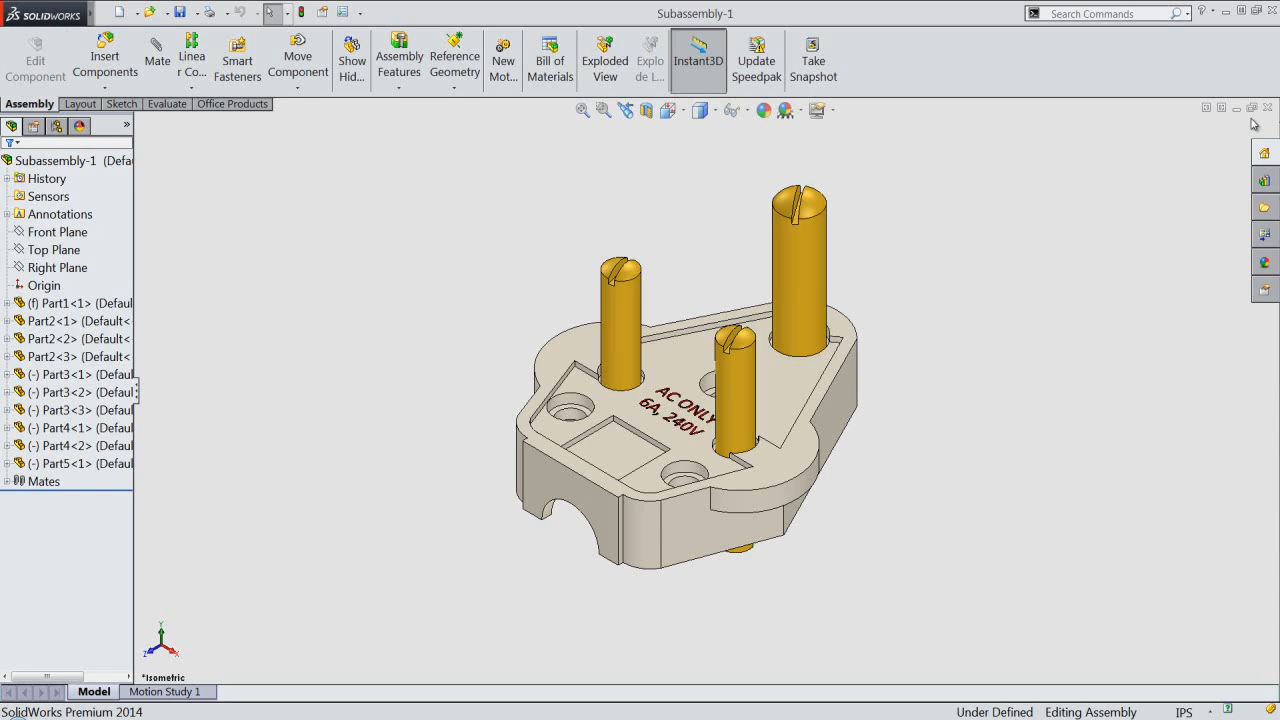 SOLIDWORKS
Subassembly-1
Search Commands
Edit Component
Insert Components
Mate
Linea r Co...
Smart Fasteners
Move Component
Show Hid...
Assembly Features
Reference Geometry
New Mot...
Bill of Materials
Exploded View
Explo de L...
Instant3D
Update Speedpak
Take Snapshot
Assembly
Layout
Sketch
Evaluate
Office Products
Subassembly-1 (Defa
History
Sensors
Annotations
Front Plane
Top Plane
Right Plane
Origin
(f) Part1<1> (Defaul
Part2<1> (Default<
Part2<2> (Default<
Part2<3> (Default<
(-) Part3<1> (Defaul
(-) Part3<2> (Defaul
(-) Part3<3> (Defaul
(-) Part4<1> (Defaul
(-) Part4<2> (Defaul
(-) Part5<1> (Defaul
Mates
AC ONLY
6A, 240V
Y
Z
X
*Isometric
Model
Motion Study 1
SolidWorks Premium 2014
Under Defined
Editing Assembly
IPS